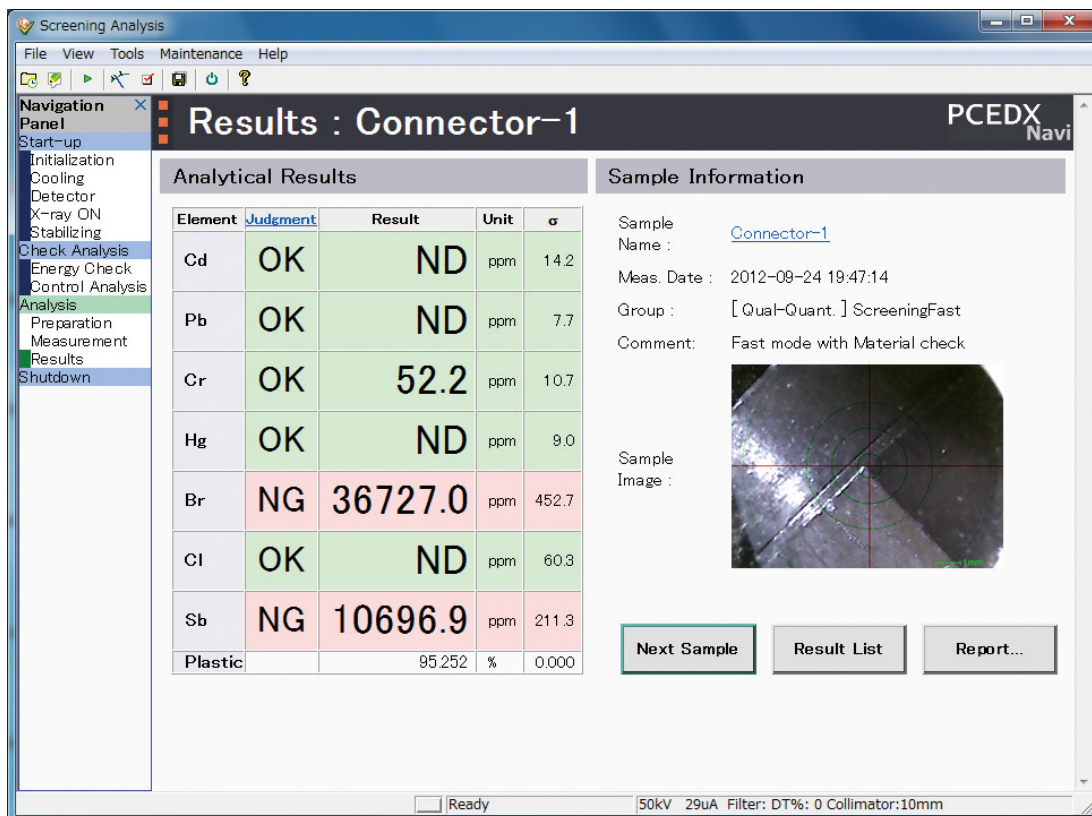 Screening Analysis
File View Tools Maintenance Help
Navigation Panel
Start-up
Initialization
Cooling
Detector
X-ray ON
Stabilizing
Check Analysis
Energy Check
Control Analysis
Analysis
Preparation
Measurement
Results
Shutdown
Results : Connector-1
PCEDX Navi
Analytical Results
Element Judgment Result Unit σ
Cd OK ND ppm 14.2
Pb OK ND ppm 7.7
Cr OK 52.2 ppm 10.7
Hg OK ND ppm 9.0
Br NG 36727.0 ppm 452.7
Cl OK ND ppm 60.3
Sb NG 10696.9 ppm 211.3
Plastic 95.252 % 0.000
Sample Information
Sample Name : Connector-1
Meas. Date : 2012-09-24 19:47:14
Group : [ Qual-Quant. ] ScreeningFast
Comment: Fast mode with Material check
Sample Image :
Next Sample Result List Report...
Ready 50kV 29uA Filter: DT%: 0 Collimator:10mm